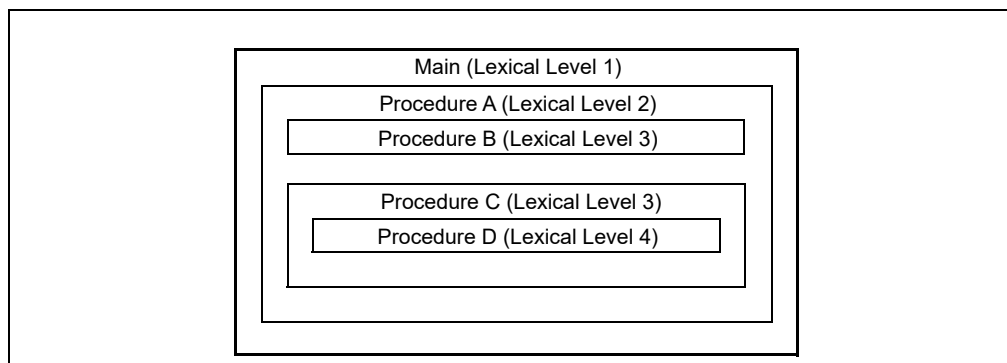 Main (Lexical Level 1)
Procedure A (Lexical Level 2)
Procedure B (Lexical Level 3)
Procedure C (Lexical Level 3)
Procedure D (Lexical Level 4)